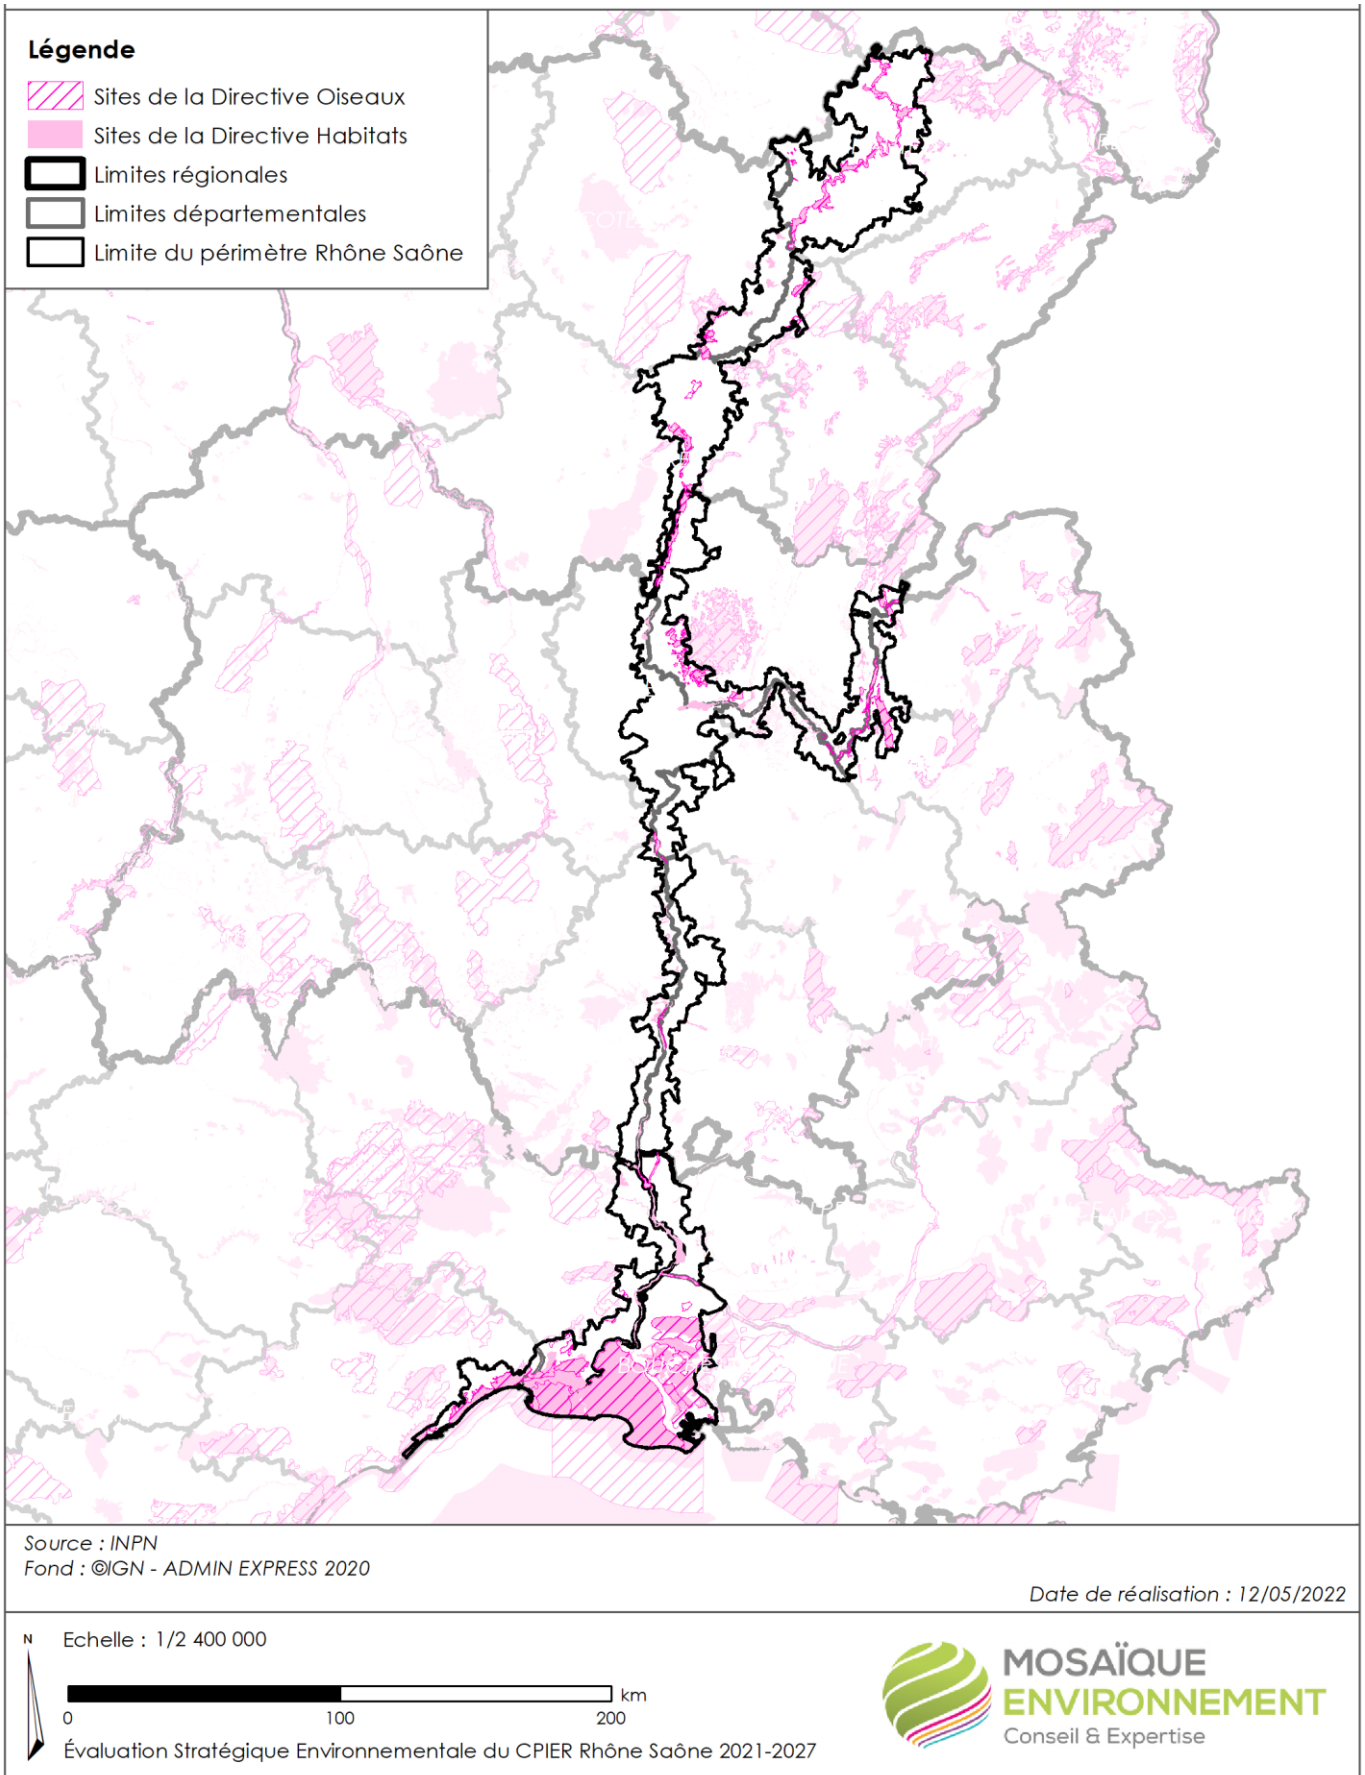 Légende
Sites de la Directive Oiseaux
Sites de la Directive Habitats
Limites régionales
Limites départementales
Limite du périmètre Rhône Saône
Source : INPN
Fond : ©IGN - ADMIN EXPRESS 2020
Date de réalisation : 12/05/2022
N
Echelle : 1/2 400 000
km
0 100 200
Évaluation Stratégique Environnementale du CPIER Rhône Saône 2021-2027
MOSAÏQUE
ENVIRONNEMENT
Conseil & Expertise